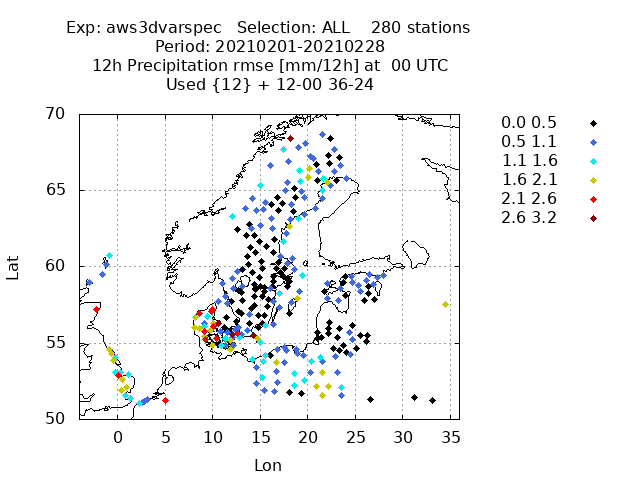 Exp: aws3dvarspec   Selection: ALL    280 stations
Period: 20210201-20210228
12h Precipitation rmse [mm/12h] at  00 UTC
Used {12} + 12-00 36-24
0.0 0.5
0.5 1.1
1.1 1.6
1.6 2.1
2.1 2.6
2.6 3.2
70
65
60
55
50
Lat
0 5 10 15 20 25 30 35
Lon